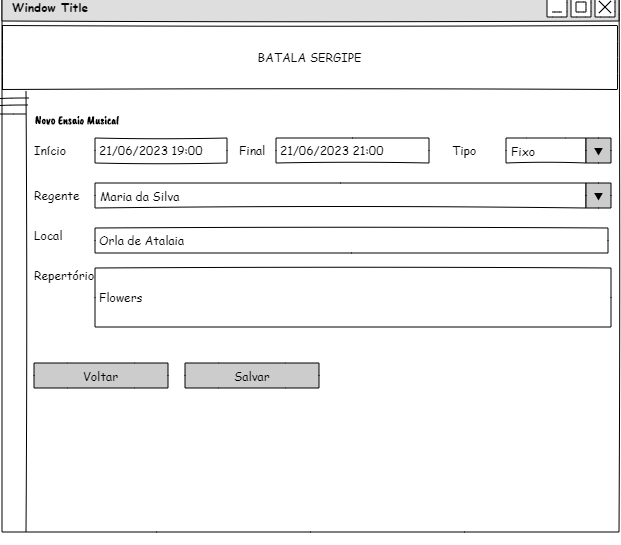 Window Title
BATALA SERGIPE
Novo Ensaio Musical
Início 21/06/2023 19:00 Final 21/06/2023 21:00 Tipo Fixo
Regente Maria da Silva
Local Orla de Atalaia
Repertório Flowers
Voltar Salvar